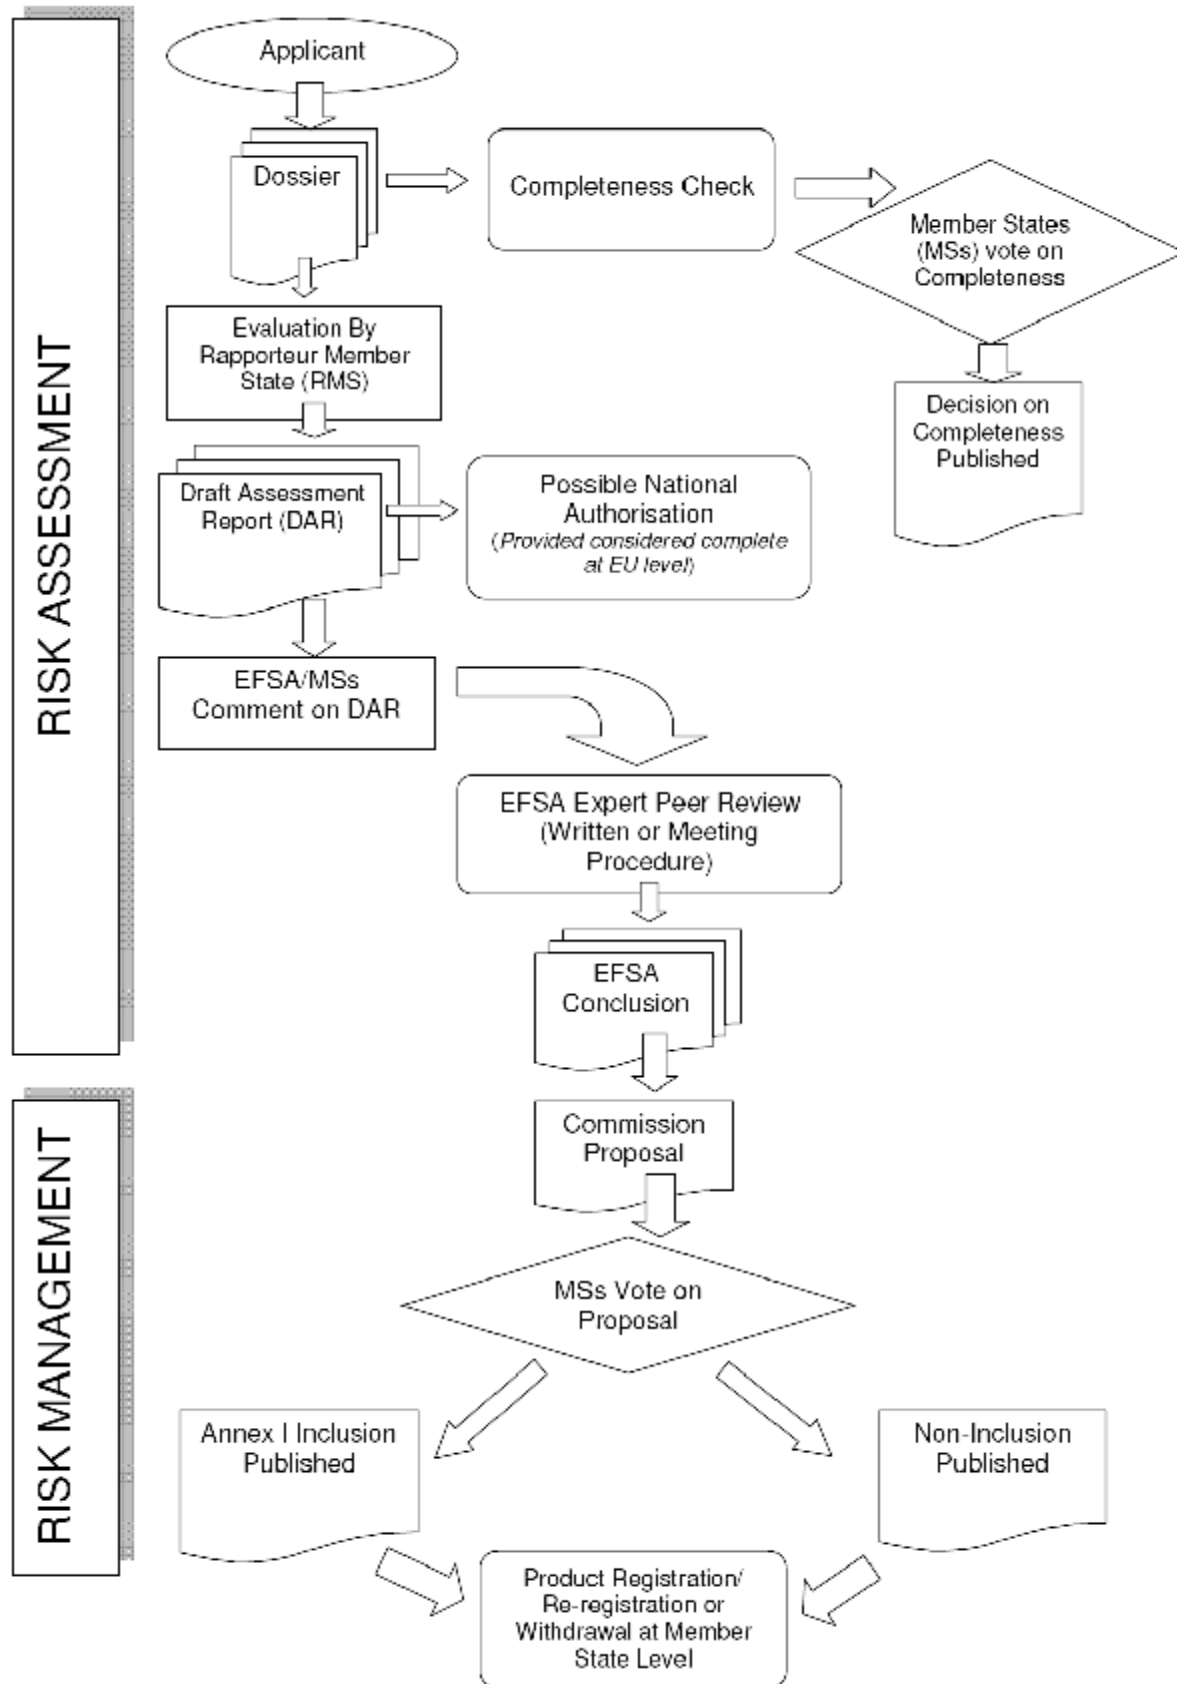 RISK ASSESSMENT
Applicant
Dossier
Completeness Check
Member States
(MSs) vote on
Completeness
Evaluation By
Rapporteur Member
State (RMS)
Decision on
Completeness
Published
Draft Assessment
Report (DAR)
Possible National
Authorisation
(Provided considered complete
at EU level)
EFSA/MSs
Comment on DAR
EFSA Expert Peer Review
(Written or Meeting
Procedure)
EFSA
Conclusion
RISK MANAGEMENT
Commission
Proposal
MSs Vote on
Proposal
Annex I Inclusion
Published
Non-Inclusion
Published
Product Registration/
Re-registration or
Withdrawal at Member
State Level